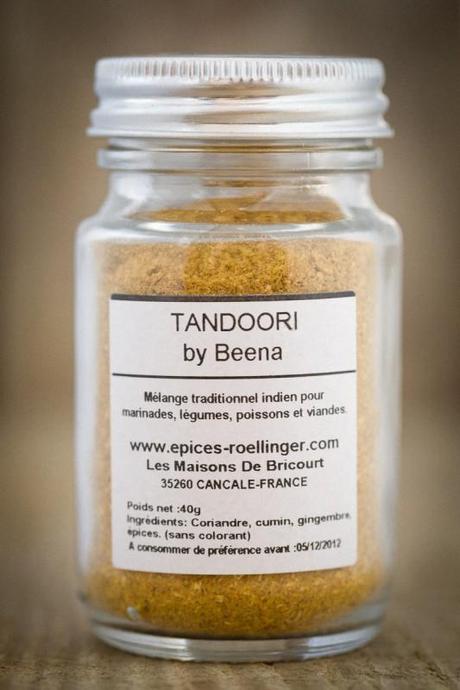 TANDOORI
by Beena
Mélange traditionnel indien pour
marinades, légumes, poissons et viandes.
www.epices-roellinger.com
Les Maisons De Bricourt
35260 CANCALE-FRANCE
Poids net :40g
Ingrédients: Coriandre, cumin, gingembre,
épices. (sans colorant)
A consommer de préférence avant :05/12/2012